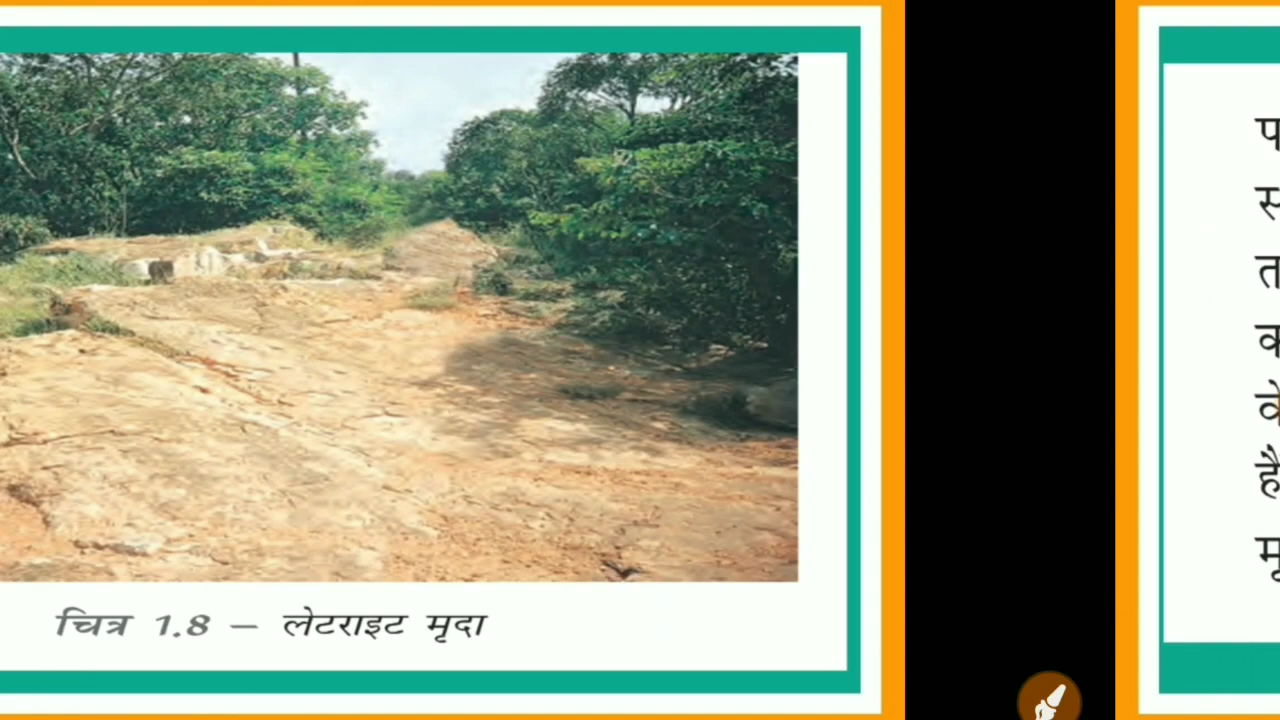 चित्र 1.8 – लेटराइट मृदा
प
स
त
क
है